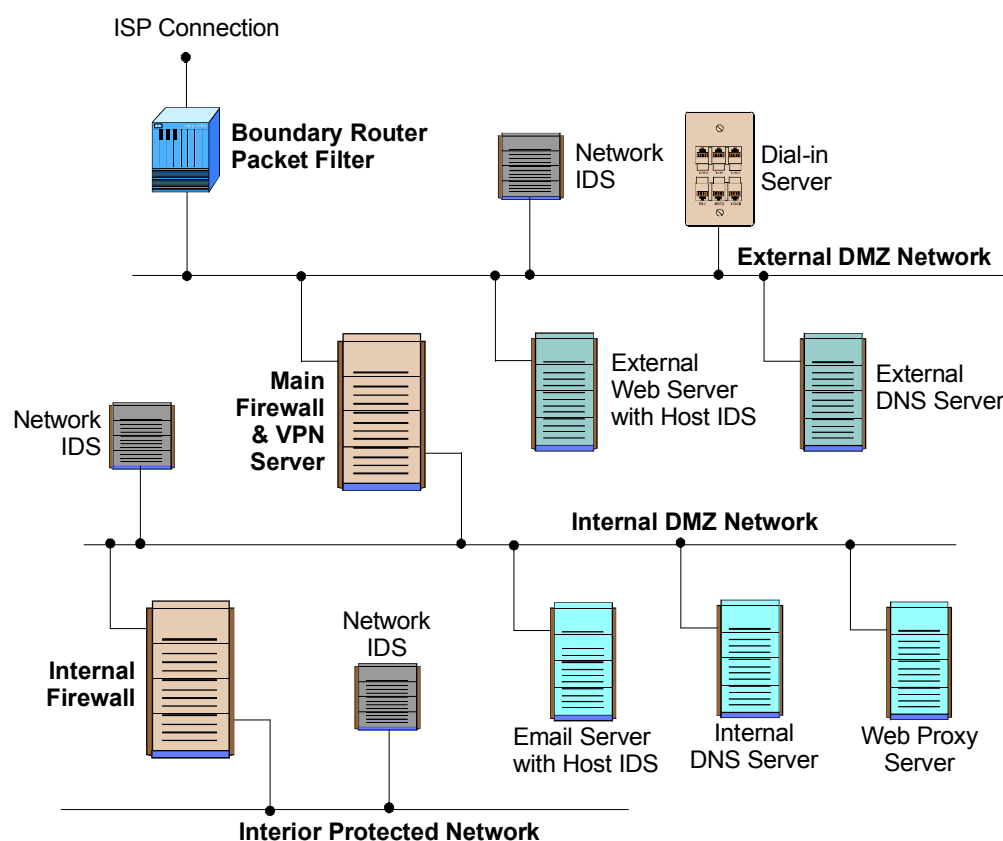 ISP Connection
Boundary Router
Packet Filter
Network
IDS
Dial-in
Server
External DMZ Network
Main
Firewall
& VPN
Server
External
Web Server
with Host IDS
External
DNS Server
Network
IDS
Internal DMZ Network
Internal
Firewall
Network
IDS
Email Server
with Host IDS
Internal
DNS Server
Web Proxy
Server
Interior Protected Network